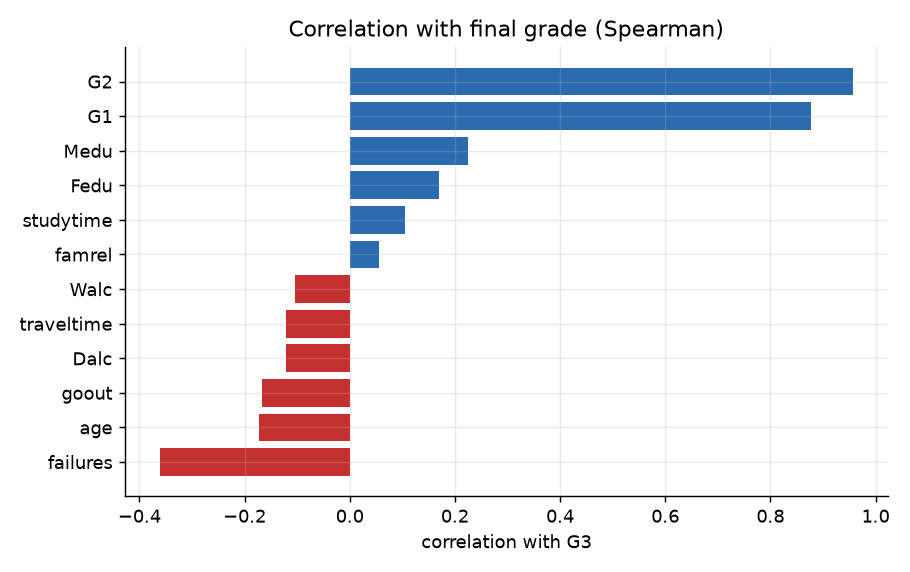 Correlation with final grade (Spearman)
G2
G1
Medu
Fedu
studytime
famrel
Walc
traveltime
Dalc
goout
age
failures
−0.4 −0.2 0.0 0.2 0.4 0.6 0.8 1.0
correlation with G3